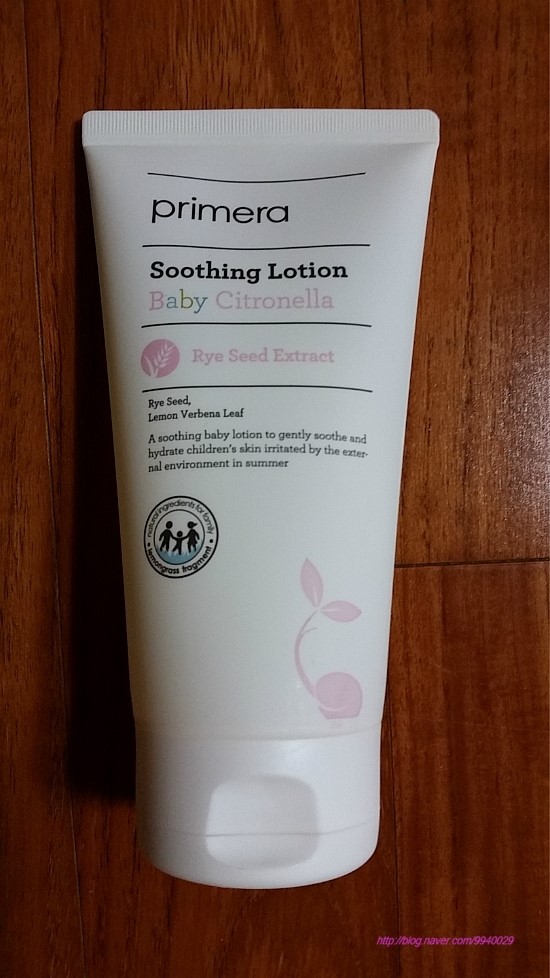 primera
Soothing Lotion
Baby Citronella
Rye Seed Extract
Rye Seed,
Lemon Verbena Leaf
A soothing baby lotion to gently soothe and
hydrate children's skin irritated by the exter-
nal environment in summer
natural ingredients for family
lemongrass fragment
http://blog.naver.com/9940029